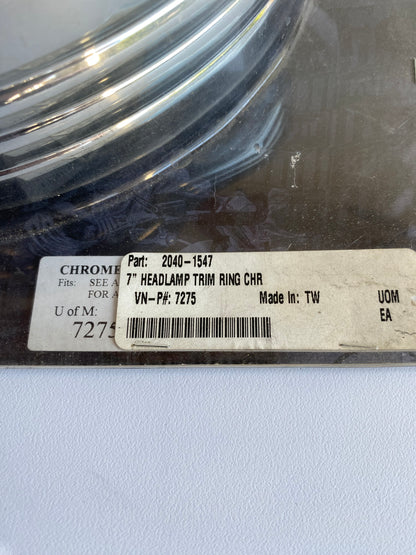 Part: 2040-1547
7" HEADLAMP TRIM RING CHR
VN-P#: 7275 Made In: TW UOM
EA
CHROME
Fits: SEE A
FOR A
U of M:
7275